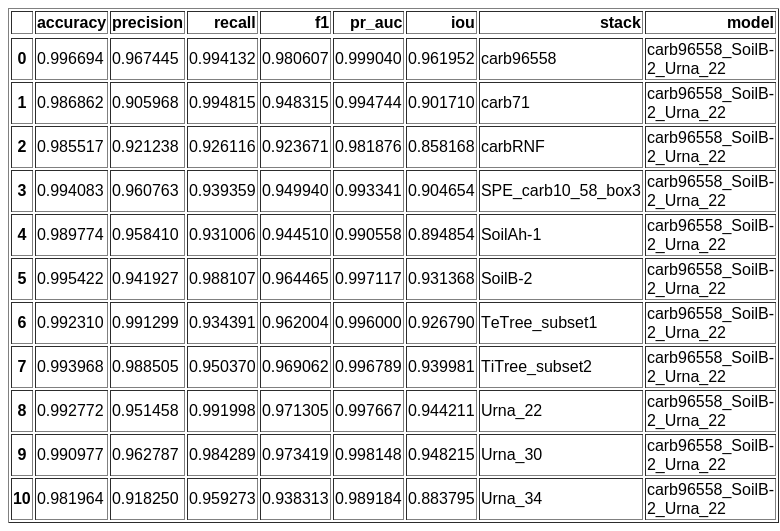 accuracy precision recall f1 pr_auc iou stack model
0 0.996694 0.967445 0.994132 0.980607 0.999040 0.961952 carb96558 carb96558_SoilB-
2_Urna_22
1 0.986862 0.905968 0.994815 0.948315 0.994744 0.901710 carb71 carb96558_SoilB-
2_Urna_22
2 0.985517 0.921238 0.926116 0.923671 0.981876 0.858168 carbRNF carb96558_SoilB-
2_Urna_22
3 0.994083 0.960763 0.939359 0.949940 0.993341 0.904654 SPE_carb10_58_box3 carb96558_SoilB-
2_Urna_22
4 0.989774 0.958410 0.931006 0.944510 0.990558 0.894854 SoilAh-1 carb96558_SoilB-
2_Urna_22
5 0.995422 0.941927 0.988107 0.964465 0.997117 0.931368 SoilB-2 carb96558_SoilB-
2_Urna_22
6 0.992310 0.991299 0.934391 0.962004 0.996000 0.926790 TeTree_subset1 carb96558_SoilB-
2_Urna_22
7 0.993968 0.988505 0.950370 0.969062 0.996789 0.939981 TiTree_subset2 carb96558_SoilB-
2_Urna_22
8 0.992772 0.951458 0.991998 0.971305 0.997667 0.944211 Urna_22 carb96558_SoilB-
2_Urna_22
9 0.990977 0.962787 0.984289 0.973419 0.998148 0.948215 Urna_30 carb96558_SoilB-
2_Urna_22
10 0.981964 0.918250 0.959273 0.938313 0.989184 0.883795 Urna_34 carb96558_SoilB-
2_Urna_22